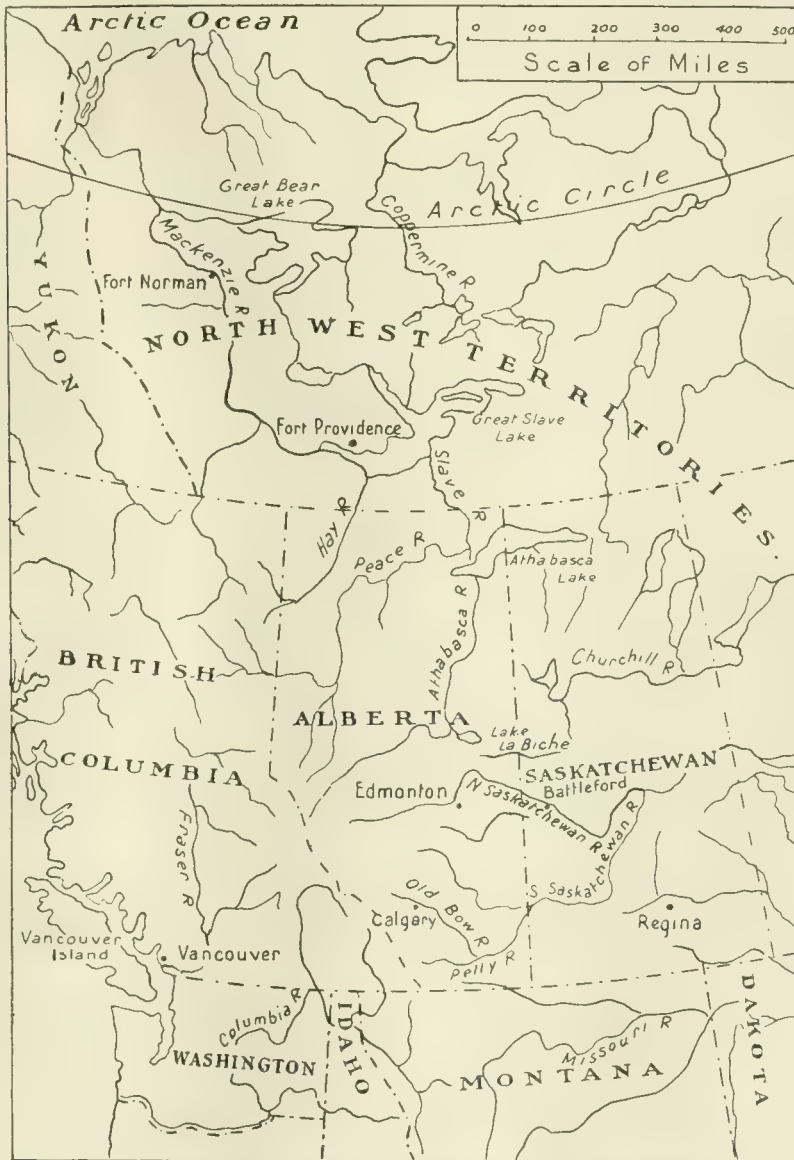 Arctic Ocean
0 100 200 300 400 500
Scale of Miles
Great Bear
Lake
Arctic Circle
Coppermine R
Mackenzie R
Fort Norman
YUKON
NORTH WEST TERRITORIES.
Fort Providence
Great Slave
Lake
Slave R
Hay R
Peace R
Athabasca
Lake
Athabasca R
Churchill R
BRITISH
COLUMBIA
ALBERTA
Lake
La Biche
SASKATCHEWAN
Battleford
Edmonton
N Saskatchewan R
S Saskatchewan R
Fraser R
Old Bow R
Calgary
Regina
Vancouver
Island
Vancouver
Pelly R
Columbia R
IDAHO
DAKOTA
Missouri R
WASHINGTON
MONTANA